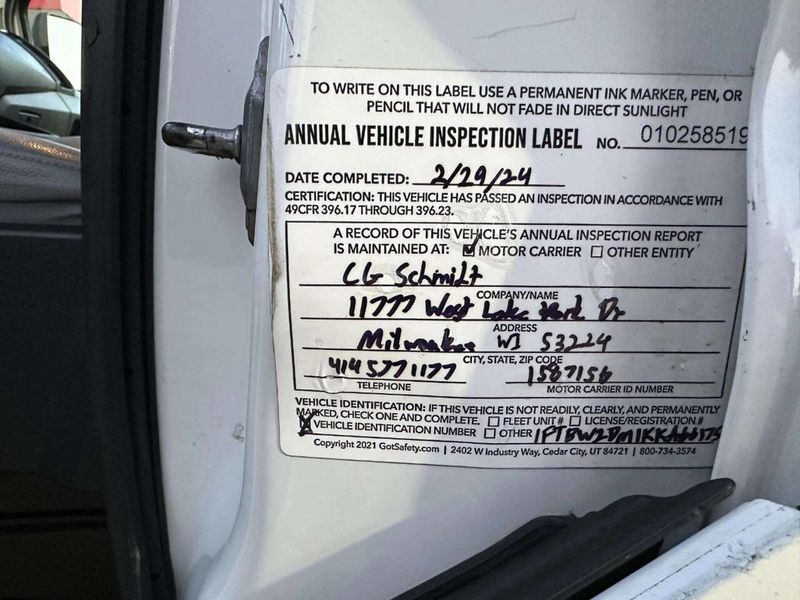 TO WRITE ON THIS LABEL USE A PERMANENT INK MARKER, PEN, OR
PENCIL THAT WILL NOT FADE IN DIRECT SUNLIGHT
ANNUAL VEHICLE INSPECTION LABEL NO. 010258519
DATE COMPLETED: 2/29/24
CERTIFICATION: THIS VEHICLE HAS PASSED AN INSPECTION IN ACCORDANCE WITH
49CFR 396.17 THROUGH 396.23.
A RECORD OF THIS VEHICLE'S ANNUAL INSPECTION REPORT
IS MAINTAINED AT: MOTOR CARRIER OTHER ENTITY
CG Schmidt
COMPANY/NAME
11777 West Lake Park Dr
ADDRESS
Milwaukee WI 53224
CITY, STATE, ZIP CODE
4145771177 1587156
TELEPHONE MOTOR CARRIER ID NUMBER
VEHICLE IDENTIFICATION: IF THIS VEHICLE IS NOT READILY, CLEARLY, AND PERMANENTLY
MARKED, CHECK ONE AND COMPLETE. FLEET UNIT# LICENSE/REGISTRATION#
VEHICLE IDENTIFICATION NUMBER OTHER
Copyright 2021 GotSafety.com | 2402 W Industry Way, Cedar City, UT 84721 | 800-734-3574